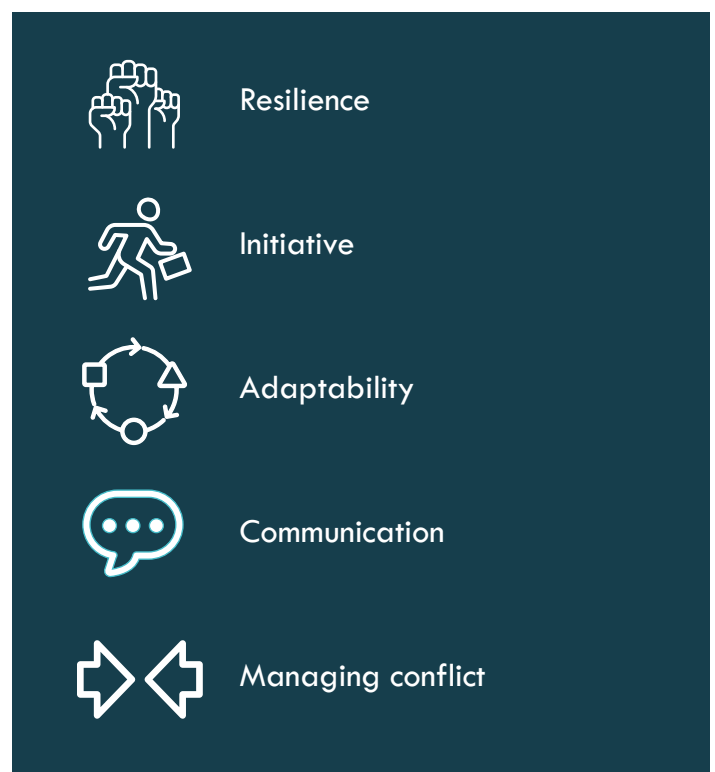 Resilience
Initiative
Adaptability
Communication
Managing conflict